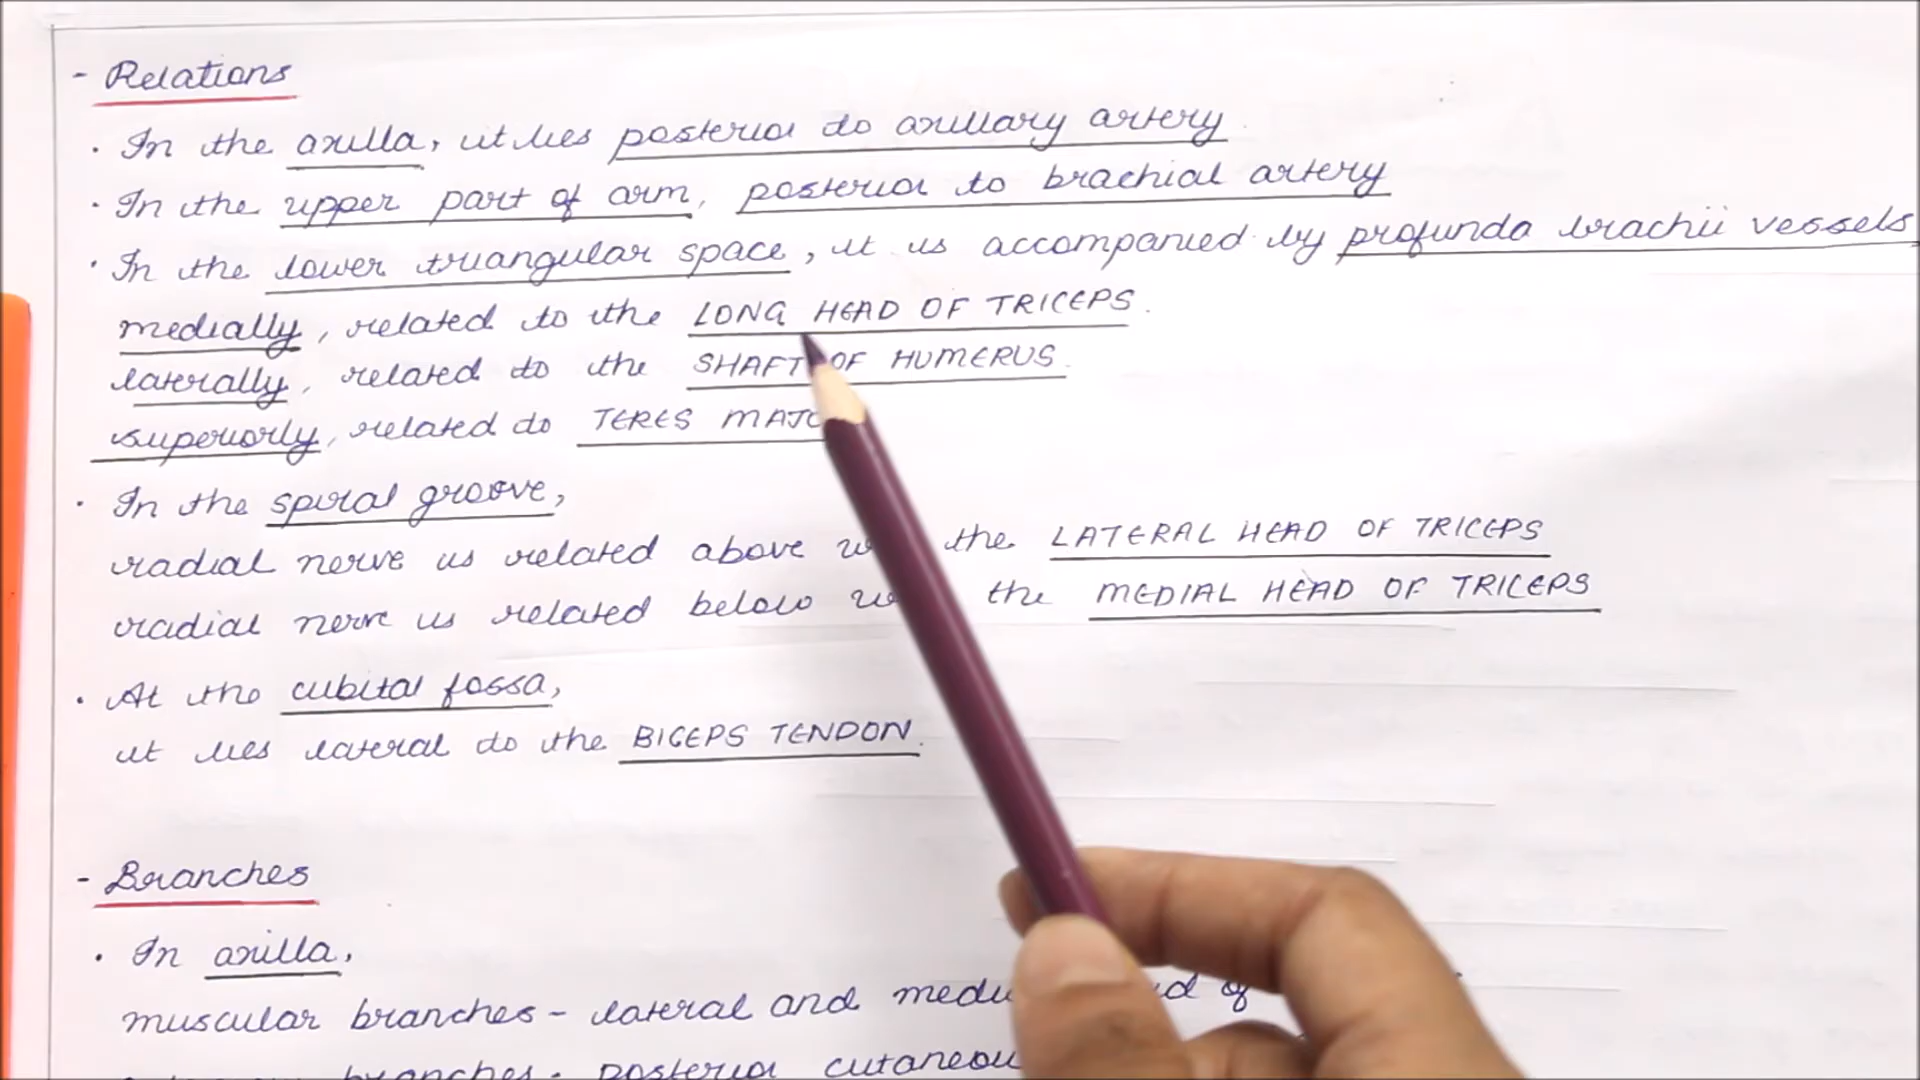 - Relations
· In the axilla, it lies posterior to axillary artery.
· In the upper part of arm, posterior to brachial artery
· In the lower triangular space, it is accompanied by profunda brachii vessels
medially, related to the LONG HEAD OF TRICEPS.
laterally, related to the SHAFT OF HUMERUS.
superiorly, related to TERES
· In the spiral groove,
radial nerve is related above the LATERAL HEAD OF TRICEPS
radial nerve is related below the MEDIAL HEAD OF TRICEPS
· At the cubital fossa,
it lies lateral to the BICEPS TENDON.
- Branches
· In axilla,
muscular branches - lateral and of
branches - posterior